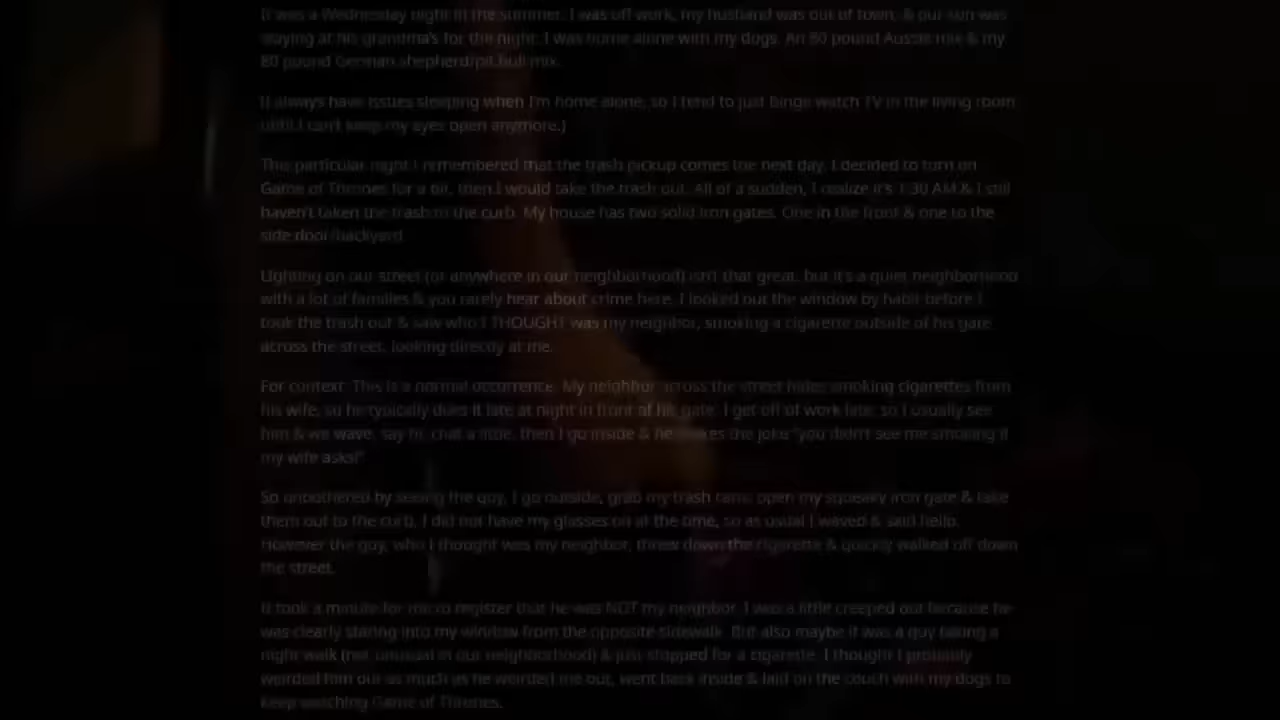 It was a Wednesday night in the summer. I was off work, my husband was out of town, & our son was
staying at his grandma's for the night. I was home alone with my dogs. An 80 pound Aussie mix & my
80 pound German shepherd/pit bull mix.
(I always have issues sleeping when I'm home alone, so I tend to just binge watch TV in the living room
until I can't keep my eyes open anymore.)
This particular night I remembered that the trash pickup comes the next day. I decided to turn on
Game of Thrones for a bit, then I would take the trash out. All of a sudden, I realize it's 1:30 AM & I still
haven't taken the trash to the curb. My house has two solid iron gates. One in the front & one to the
side door/backyard.
Lighting on our street (or anywhere in our neighborhood) isn't that great, but it's a quiet neighborhood
with a lot of families & you rarely hear about crime here. I looked out the window by habit before I
took the trash out & saw who I THOUGHT was my neighbor, smoking a cigarette outside of his gate
across the street, looking directly at me.
For context: This is a normal occurrence. My neighbor across the street hides smoking cigarettes from
his wife, so he typically does it late at night in front of his gate. I get off of work late, so I usually see
him & we wave, say hi, chat a little, then I go inside & he makes the joke "you didn't see me smoking if
my wife asks!"
So unbothered by seeing the guy, I go outside, grab my trash cans, open my squeaky iron gate & take
them out to the curb. I did not have my glasses on at the time, so as usual I waved & said hello.
However the guy, who I thought was my neighbor, threw down the cigarette & quickly walked off down
the street.
It took a minute for me to register that he was NOT my neighbor. I was a little creeped out because he
was clearly staring into my window from the opposite sidewalk. But also maybe it was a guy taking a
night walk (not unusual in our neighborhood) & just stopped for a cigarette. I thought I probably
weirded him out as much as he weirded me out, went back inside & laid on the couch with my dogs to
keep watching Game of Thrones.